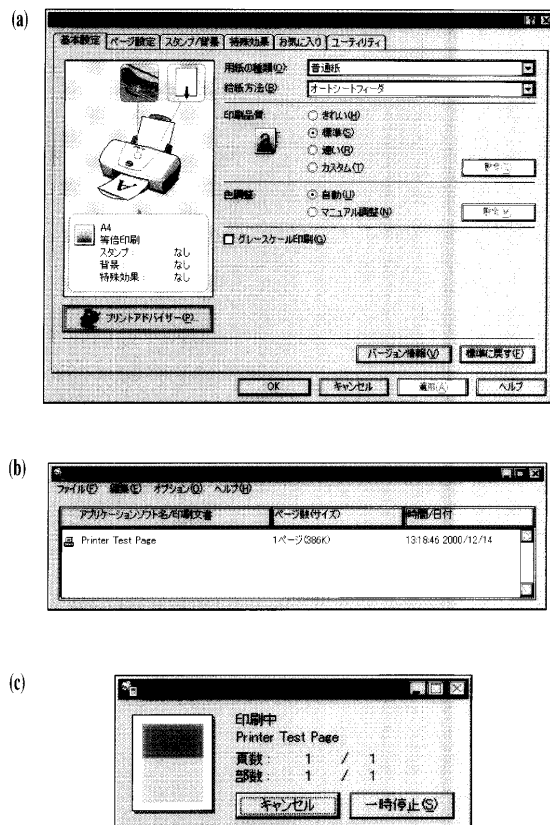 (a)
基本設定 ページ設定 スタンプ/背景 特殊効果 お気に入り ユーティリティ
用紙の種類(Q): 普通紙
給紙方法(B): オートシートフィーダ
印刷品質
きれい(H)
標準(S)
速い(R)
カスタム(T)
色調整
自動(U)
マニュアル調整(N)
グレースケール印刷(G)
A4
等倍印刷
スタンプ: なし
背景: なし
特殊効果: なし
プリントアドバイザー(P)...
バージョン情報(V) 標準に戻す(F)
OK キャンセル 適用(A) ヘルプ
(b)
ファイル(F) 編集(E) オプション(O) ヘルプ(H)
アプリケーションソフト名/印刷文書 ページ数(サイズ) 時間/日付
Printer Test Page 1ページ(386K) 13:18:46 2000/12/14
(c)
印刷中
Printer Test Page
頁数: 1 / 1
部数: 1 / 1
キャンセル 一時停止(S)